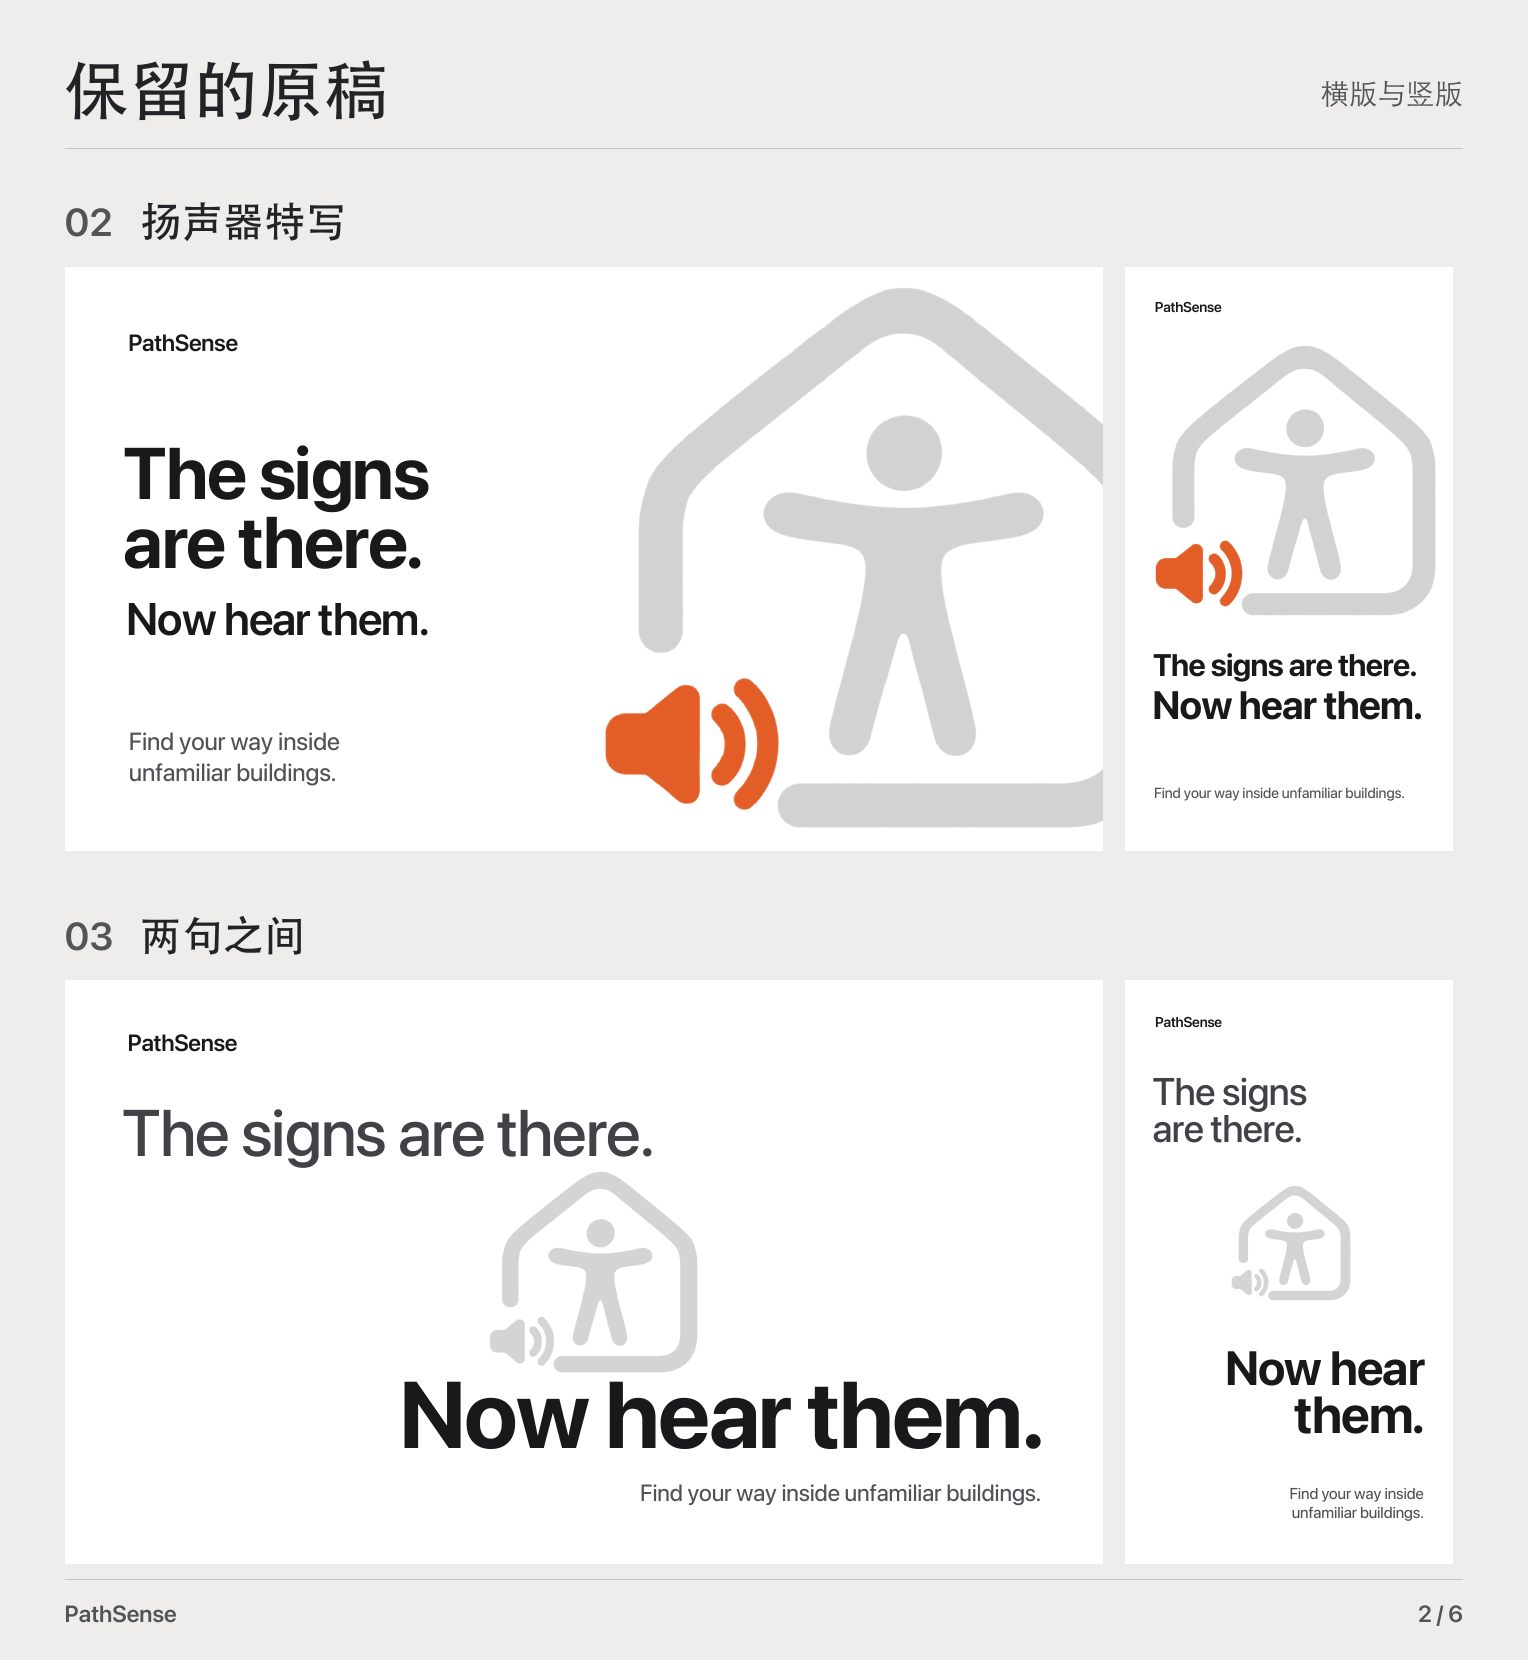 保留的原稿
横版与竖版
02 扬声器特写
PathSense
The signs
are there.
Now hear them.
Find your way inside
unfamiliar buildings.
PathSense
The signs are there.
Now hear them.
Find your way inside unfamiliar buildings.
03 两句之间
PathSense
The signs are there.
Now hear them.
Find your way inside unfamiliar buildings.
PathSense
The signs
are there.
Now hear
them.
Find your way inside
unfamiliar buildings.
PathSense
2 / 6